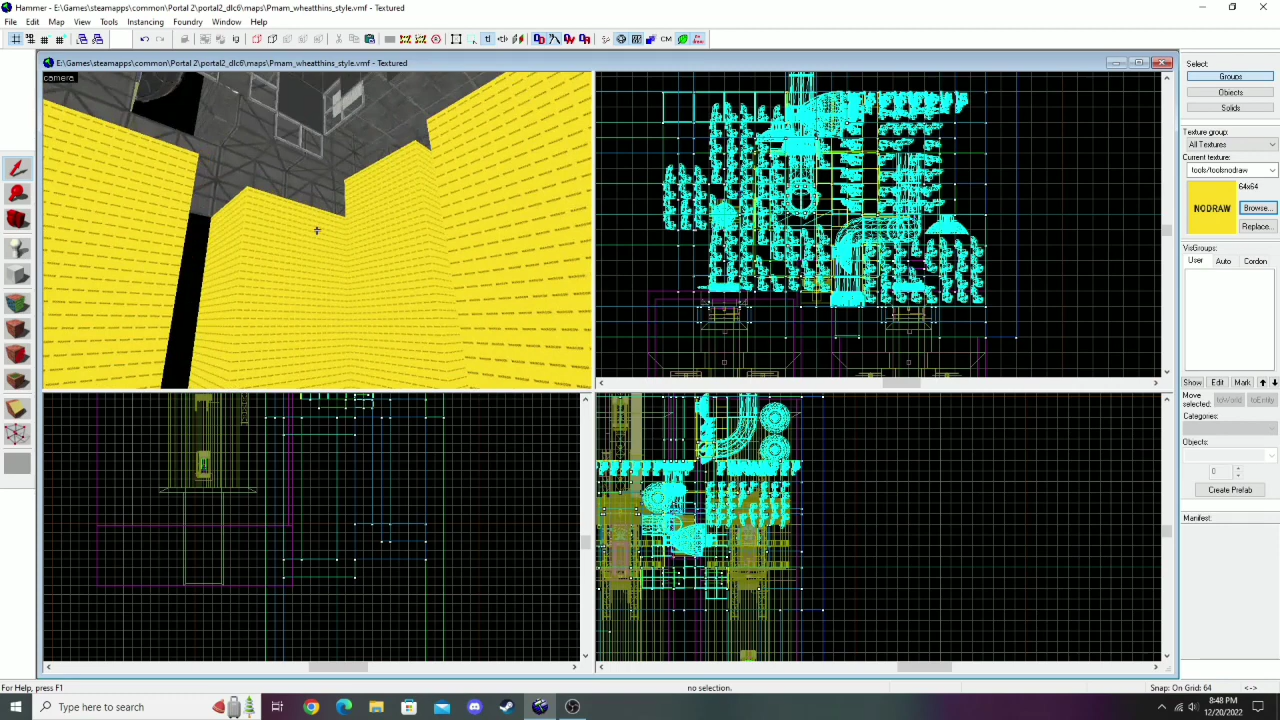 Hammer - E:\Games\steamapps\common\Portal 2\portal2_dlc6\maps\Pmam_wheatthins_style.vmf - Textured
File Edit Map View Tools Instancing Foundry Window Help
E:\Games\steamapps\common\Portal 2\portal2_dlc6\maps\Pmam_wheatthins_style.vmf - Textured
camera
Select:
Groups
Objects
Solids
Texture group:
All Textures
Current texture:
tools/toolsnodraw
NODRAW
64x64
Browse...
Replace...
VisGroups:
User Auto Cordon
Show Edit Mark
Move selected:
toWorld toEntity
Categories:
Objects:
0
Create Prefab
Manifest:
For Help, press F1
no selection.
Snap: On Grid: 64
<->
Type here to search
8:48 PM
12/20/2022